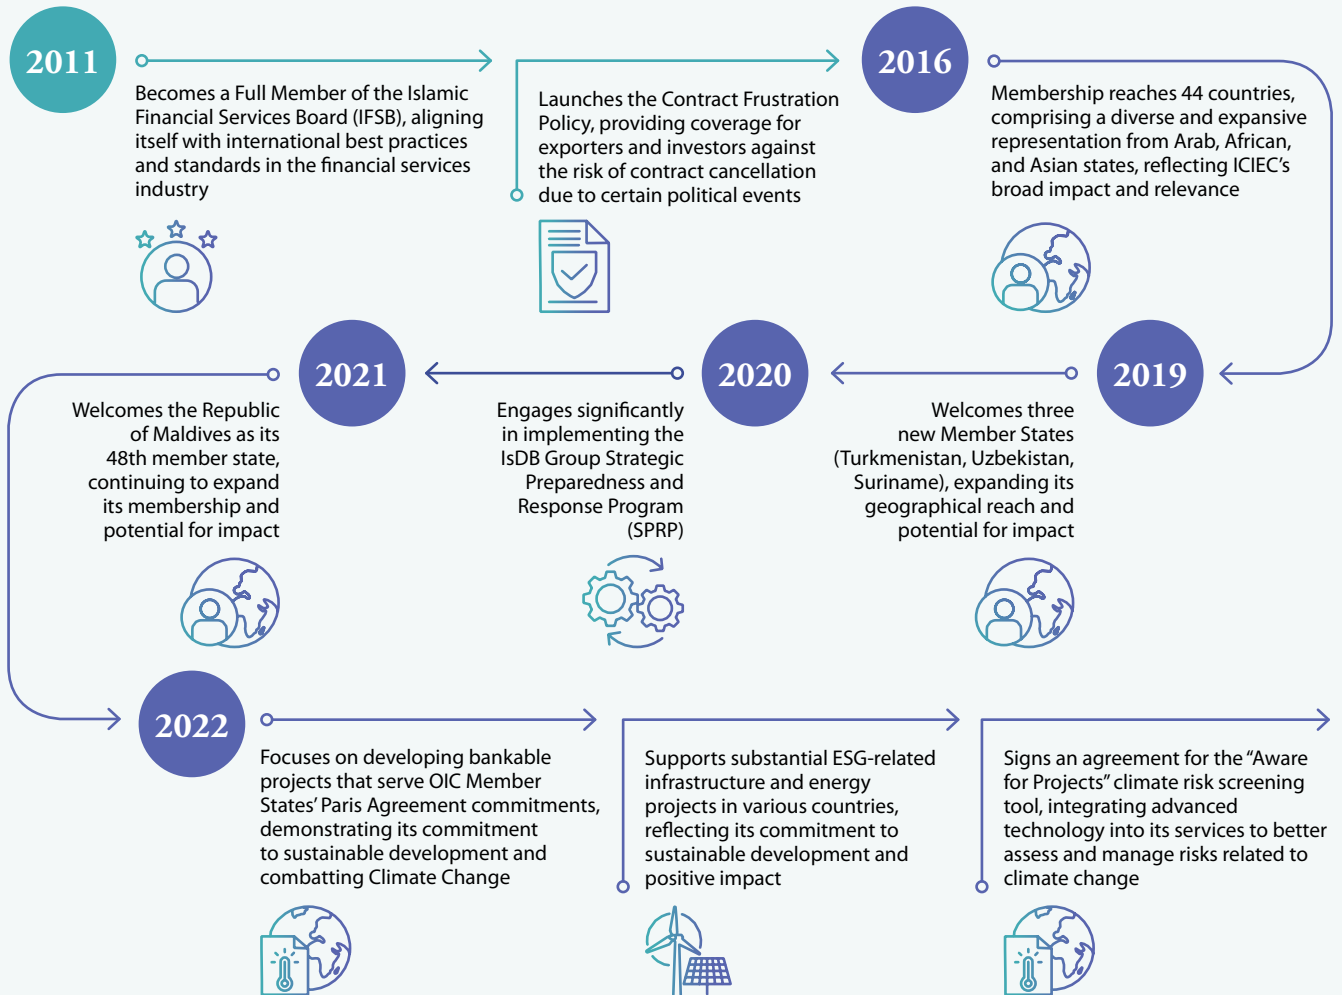 2011
Becomes a Full Member of the Islamic
Financial Services Board (IFSB), aligning
itself with international best practices
and standards in the financial services
industry
Launches the Contract Frustration
Policy, providing coverage for
exporters and investors against
the risk of contract cancellation
due to certain political events
2016
Membership reaches 44 countries,
comprising a diverse and expansive
representation from Arab, African,
and Asian states, reflecting ICIEC’s
broad impact and relevance
2019
Welcomes three
new Member States
(Turkmenistan, Uzbekistan,
Suriname), expanding its
geographical reach and
potential for impact
2020
Engages significantly
in implementing the
IsDB Group Strategic
Preparedness and
Response Program
(SPRP)
2021
Welcomes the Republic
of Maldives as its
48th member state,
continuing to expand
its membership and
potential for impact
2022
Focuses on developing bankable
projects that serve OIC Member
States’ Paris Agreement commitments,
demonstrating its commitment
to sustainable development and
combatting Climate Change
Supports substantial ESG-related
infrastructure and energy
projects in various countries,
reflecting its commitment to
sustainable development and
positive impact
Signs an agreement for the “Aware
for Projects” climate risk screening
tool, integrating advanced
technology into its services to better
assess and manage risks related to
climate change